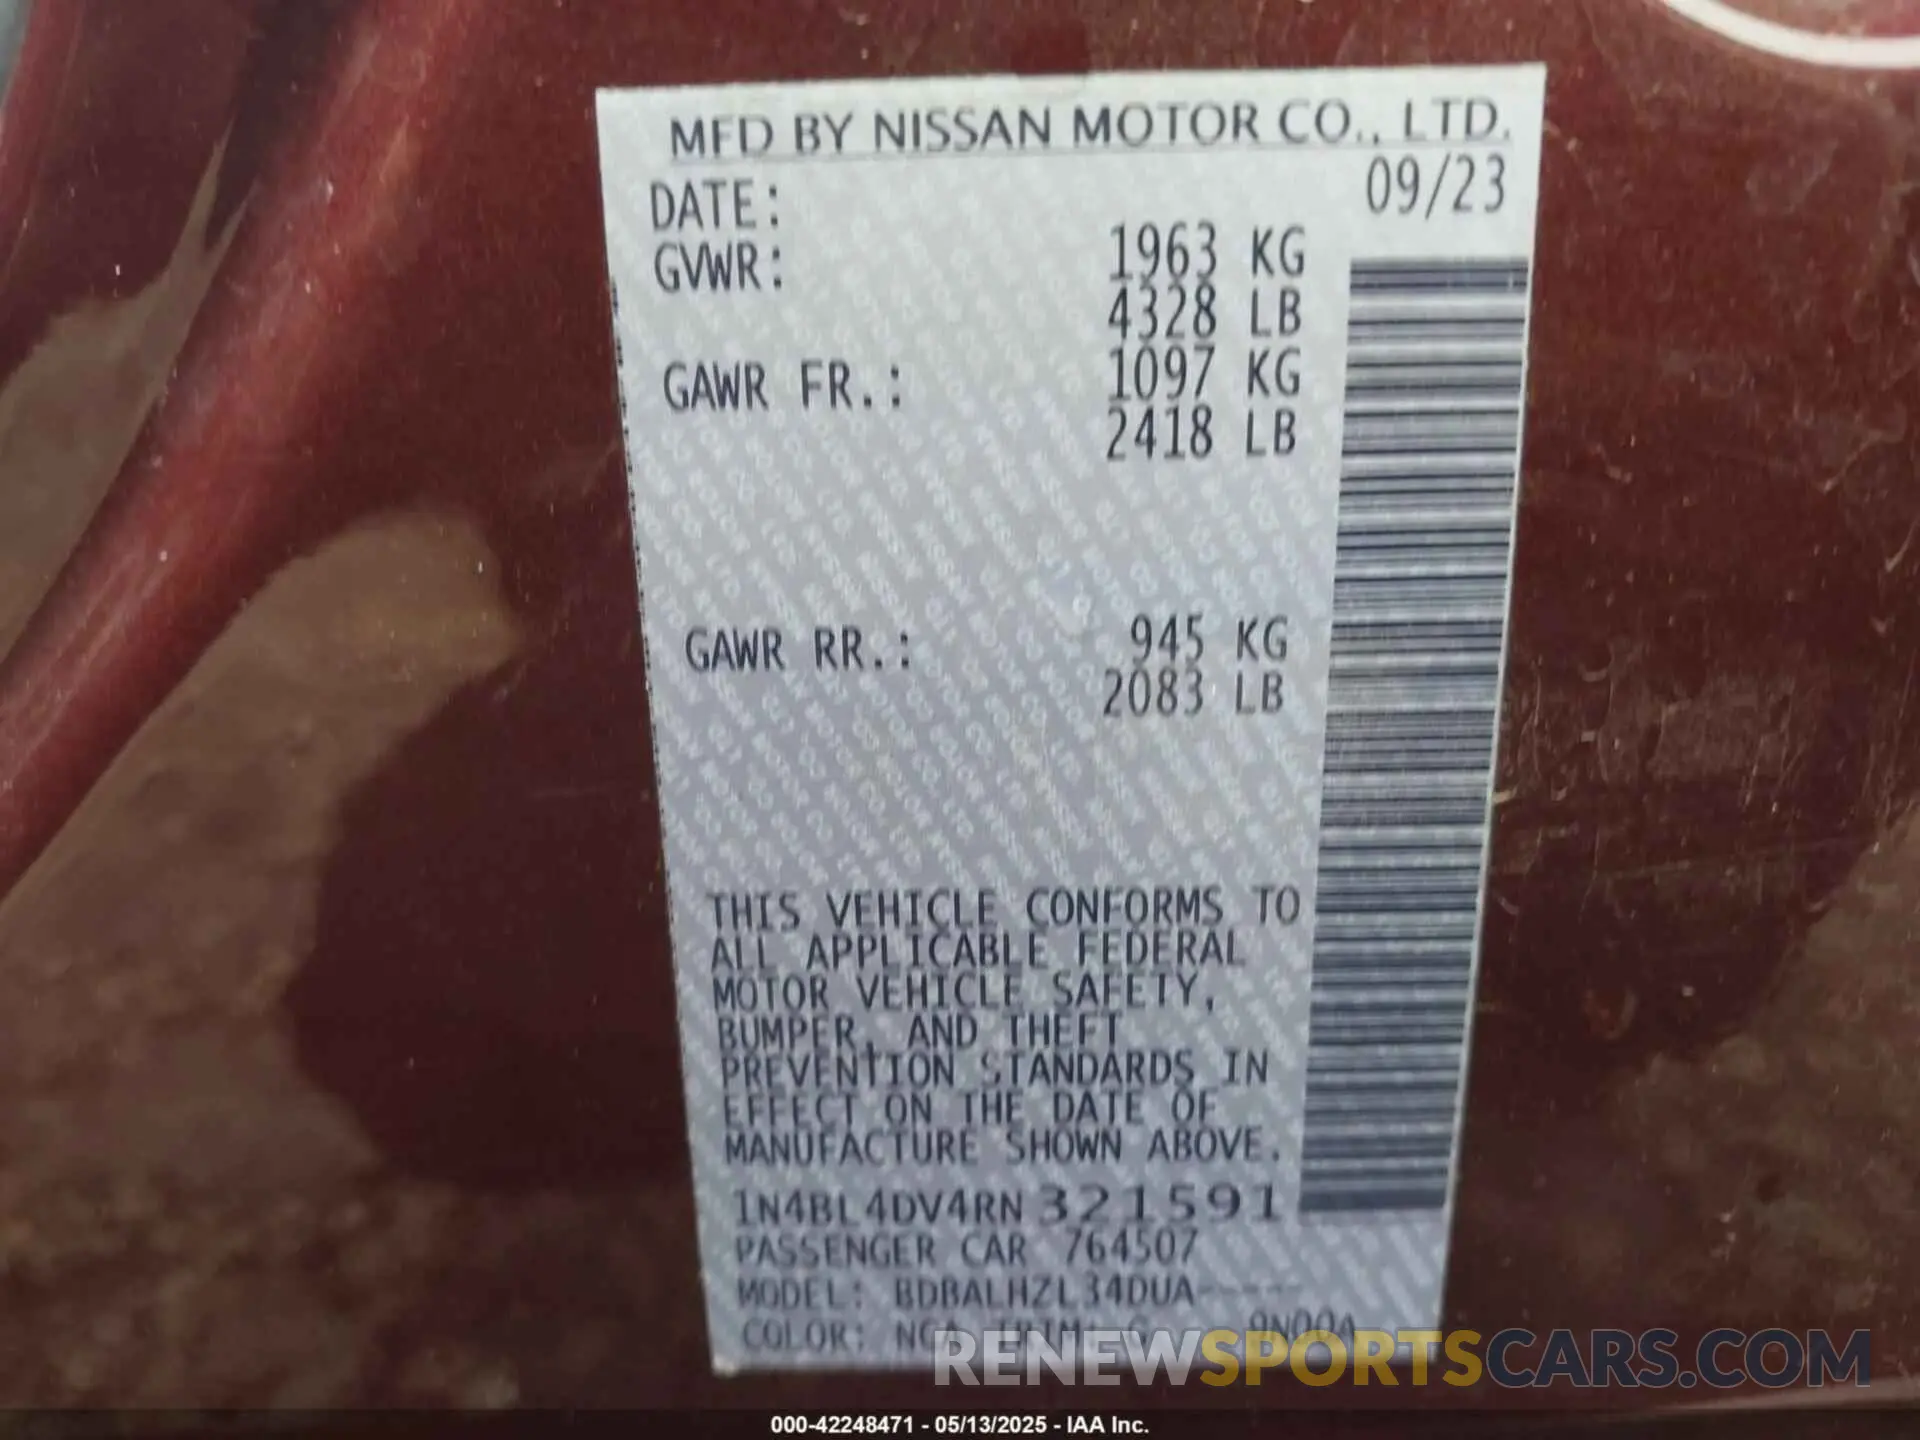 MFD BY NISSAN MOTOR CO., LTD.
DATE: 09/23
GVWR: 1963 KG
4328 LB
GAWR FR.: 1097 KG
2418 LB
GAWR RR.: 945 KG
2083 LB
THIS VEHICLE CONFORMS TO
ALL APPLICABLE FEDERAL
MOTOR VEHICLE SAFETY,
BUMPER, AND THEFT
PREVENTION STANDARDS IN
EFFECT ON THE DATE OF
MANUFACTURE SHOWN ABOVE.
1N4BL4DV4RN321591
PASSENGER CAR 764507
MODEL: BDBALHZL34DUA-----
COLOR: NCA TRIM: G
RENEWSPORTSCARS.COM
000-42248471 - 05/13/2025 - IAA Inc.